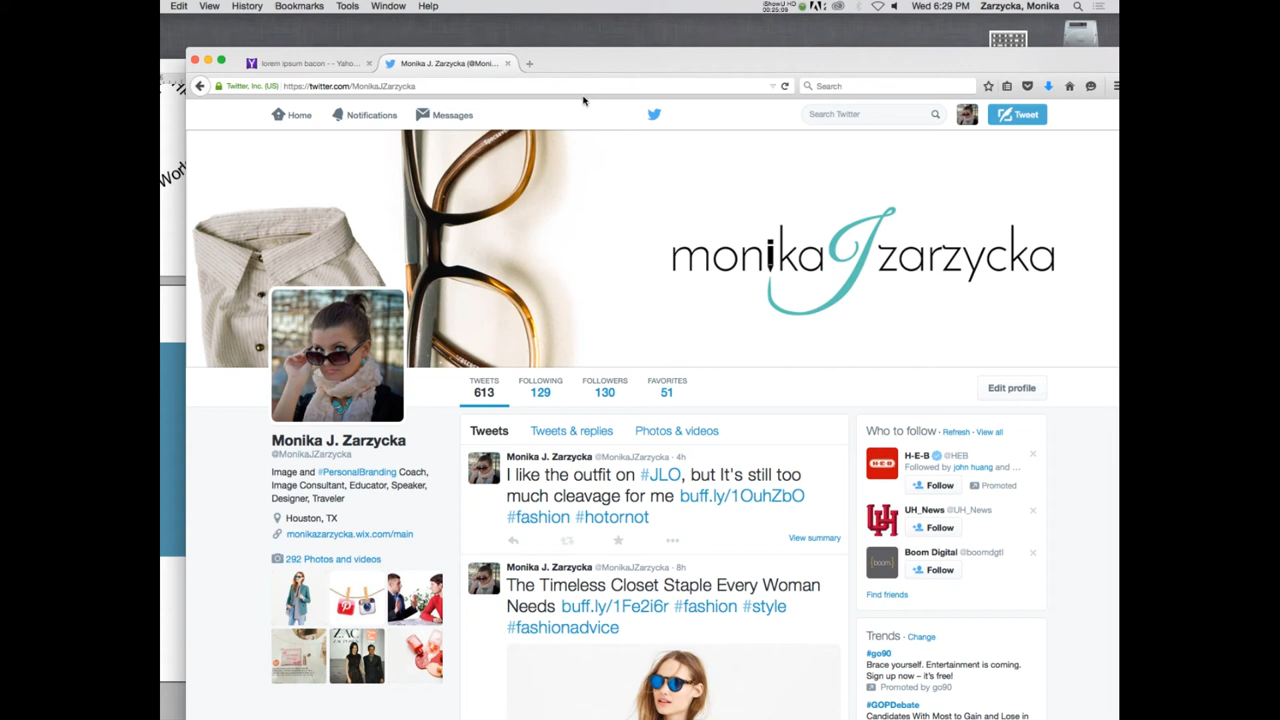 Edit View History Bookmarks Tools Window Help
iShowU HD
00:25:09
Wed 6:29 PM Zarzycka, Monika
lorem ipsum bacon - - Yaho...
Monika J. Zarzycka (@Moni...
Twitter, Inc. (US) https://twitter.com/MonikaJZarzycka
Search
Home Notifications Messages
Search Twitter
Tweet
Work
monikaJzarzycka
TWEETS FOLLOWING FOLLOWERS FAVORITES
613 129 130 51
Edit profile
Monika J. Zarzycka
@MonikaJZarzycka
Image and #PersonalBranding Coach,
Image Consultant, Educator, Speaker,
Designer, Traveler
Houston, TX
monikazarzycka.wix.com/main
292 Photos and videos
ZAC
Tweets Tweets & replies Photos & videos
Monika J. Zarzycka @MonikaJZarzycka · 4h
I like the outfit on #JLO, but It's still too
much cleavage for me buff.ly/1OuhZbO
#fashion #hotornot
View summary
Monika J. Zarzycka @MonikaJZarzycka · 8h
The Timeless Closet Staple Every Woman
Needs buff.ly/1Fe2i6r #fashion #style
#fashionadvice
Who to follow · Refresh · View all
H-E-B @HEB
Followed by john huang and ...
Follow Promoted
UH_News @UH_News
Follow
Boom Digital @boomdgtl
Follow
Find friends
Trends · Change
#go90
Brace yourself. Entertainment is coming.
Sign up now – it's free!
Promoted by go90
#GOPDebate
Candidates With Most to Gain and Lose in